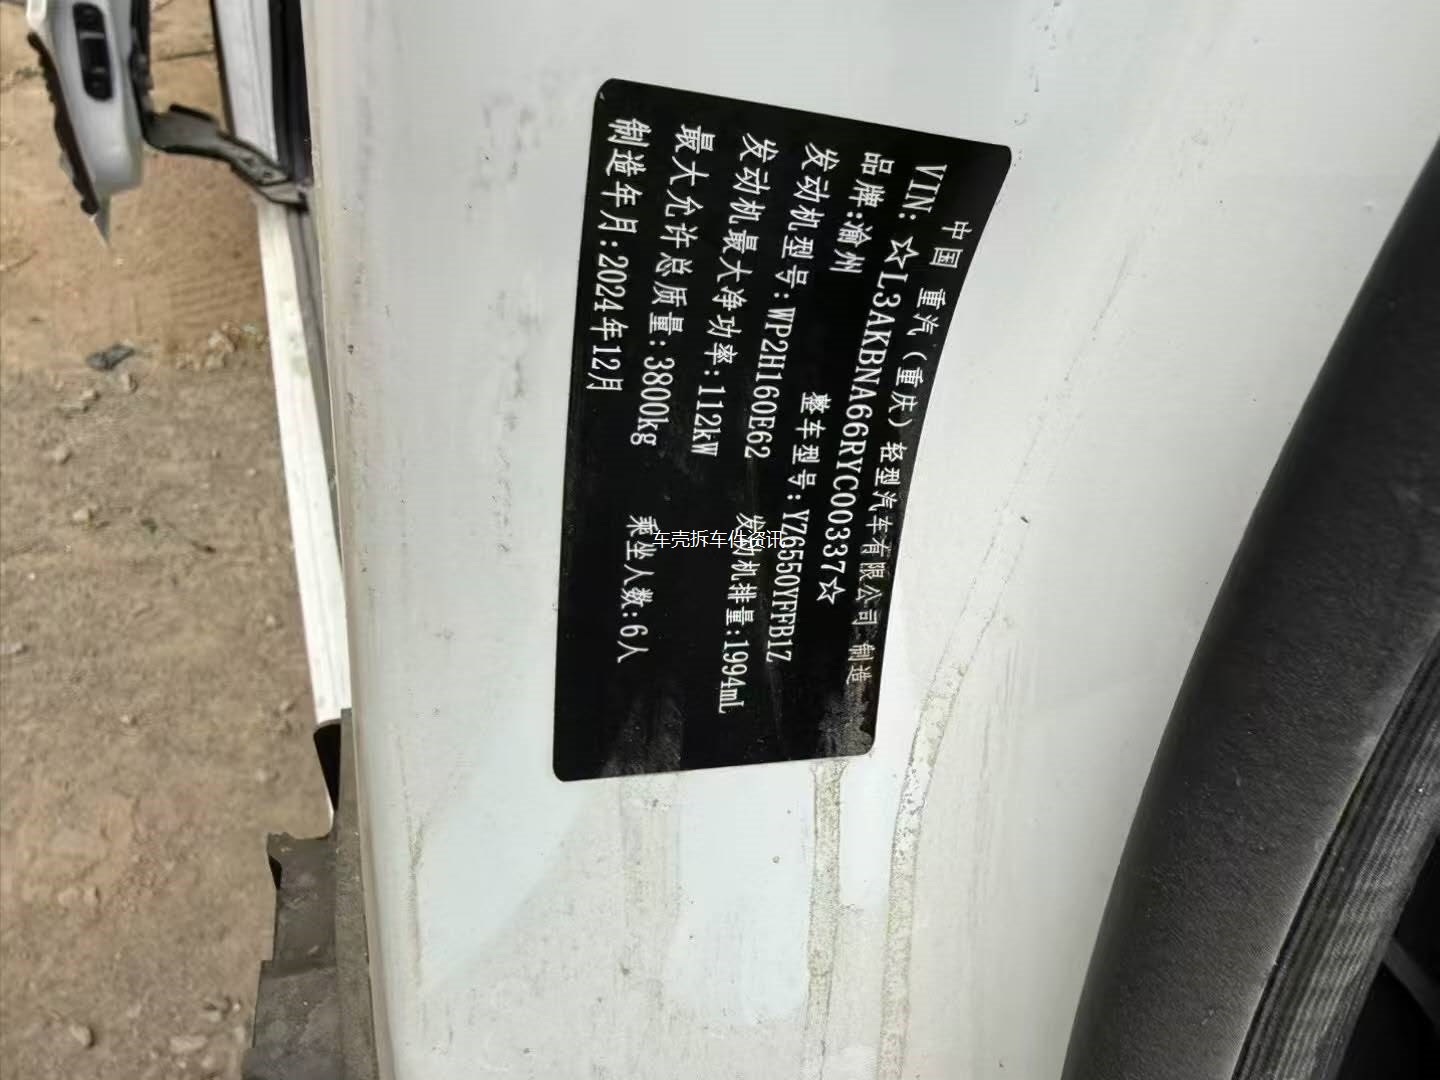 中国 重汽（重庆）轻型汽车有限公司 制造
VIN: ☆L3AKBNA66RYC00337☆
品牌:渝州 整车型号: YZ6550YFFB1Z
发动机型号: WP2H160E62
发动机最大净功率: 112kW 发动机排量: 1994mL
最大允许总质量: 3800kg 乘坐人数: 6人
制造年月: 2024年12月
车壳拆车件资讯